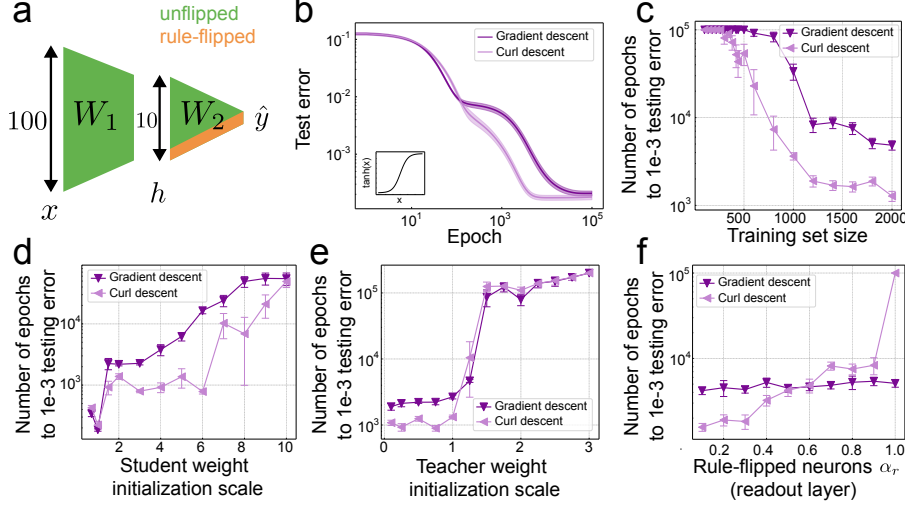 a
unflipped
rule-flipped
100
W_1
10
W_2
ŷ
x
h
b
Test error
10^{-1}
10^{-2}
10^{-3}
Gradient descent
Curl descent
tanh(x)
x
10^1
10^3
10^5
Epoch
c
Number of epochs
to 1e-3 testing error
10^5
10^4
10^3
Gradient descent
Curl descent
500
1000
1500
2000
Training set size
d
Number of epochs
to 1e-3 testing error
10^4
10^3
Gradient descent
Curl descent
2
4
6
8
10
Student weight
initialization scale
e
Number of epochs
to 1e-3 testing error
10^5
10^4
10^3
Gradient descent
Curl descent
0
1
2
3
Teacher weight
initialization scale
f
Number of epochs
to 1e-3 testing error
10^5
10^4
Gradient descent
Curl descent
0.2
0.4
0.6
0.8
1.0
Rule-flipped neurons α_r
(readout layer)